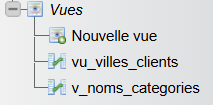 Vues
Nouvelle vue
vu_villes_clients
v_noms_categories